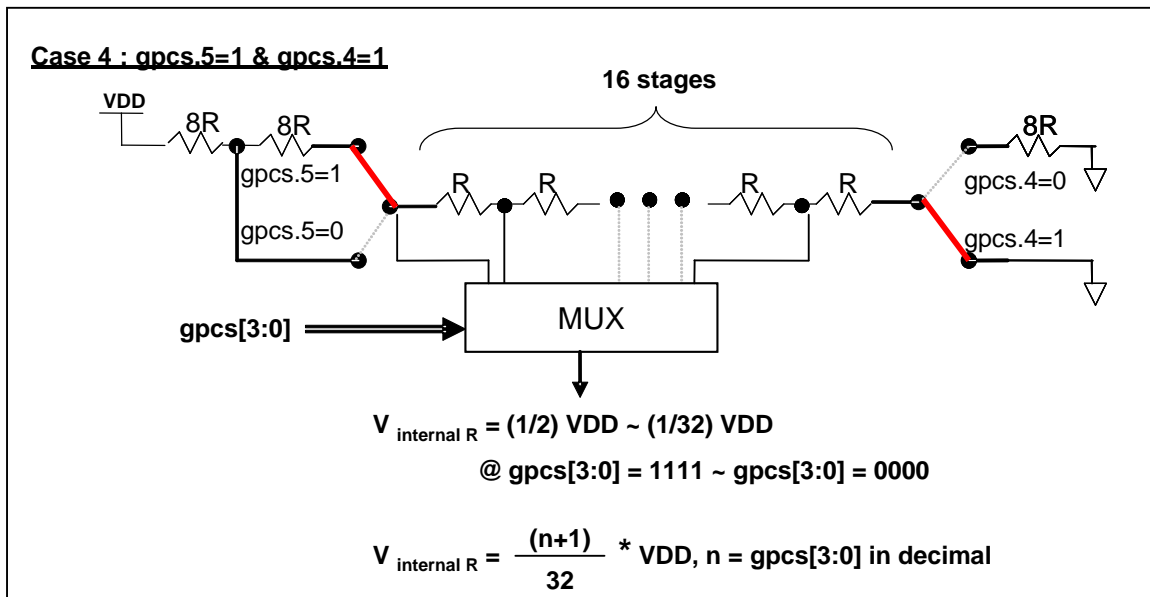 Case 4 : gpcs.5=1 & gpcs.4=1
16 stages
VDD
8R
8R
8R
gpcs.5=1
R
R
R
R
gpcs.4=0
gpcs.5=0
gpcs.4=1
MUX
gpcs[3:0]
V internal R = (1/2) VDD ~ (1/32) VDD
@ gpcs[3:0] = 1111 ~ gpcs[3:0] = 0000
V internal R = (n+1) / 32 * VDD, n = gpcs[3:0] in decimal